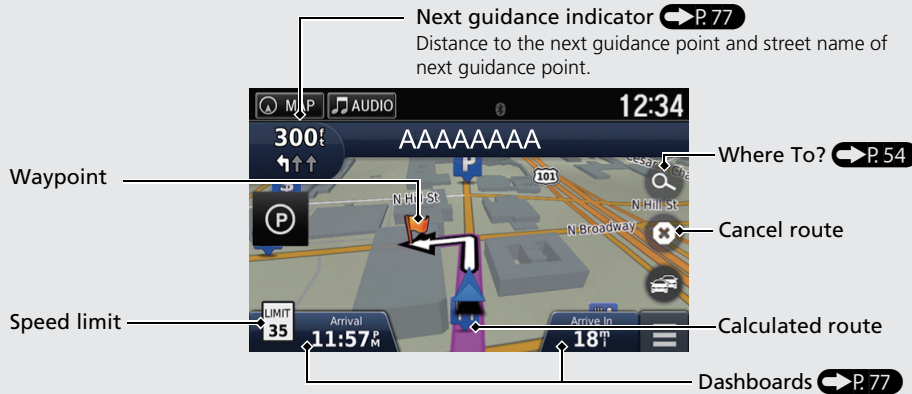 Next guidance indicator P. 77
Distance to the next guidance point and street name of
next guidance point.
MAP AUDIO 12:34
300ft AAAAAAAA
P
101
N Hill St
N Hill St
N Broadway
P
LIMIT
35
Arrival
11:57PM
Arrive In
18m
Waypoint
Speed limit
Where To? P. 54
Cancel route
Calculated route
Dashboards P. 77